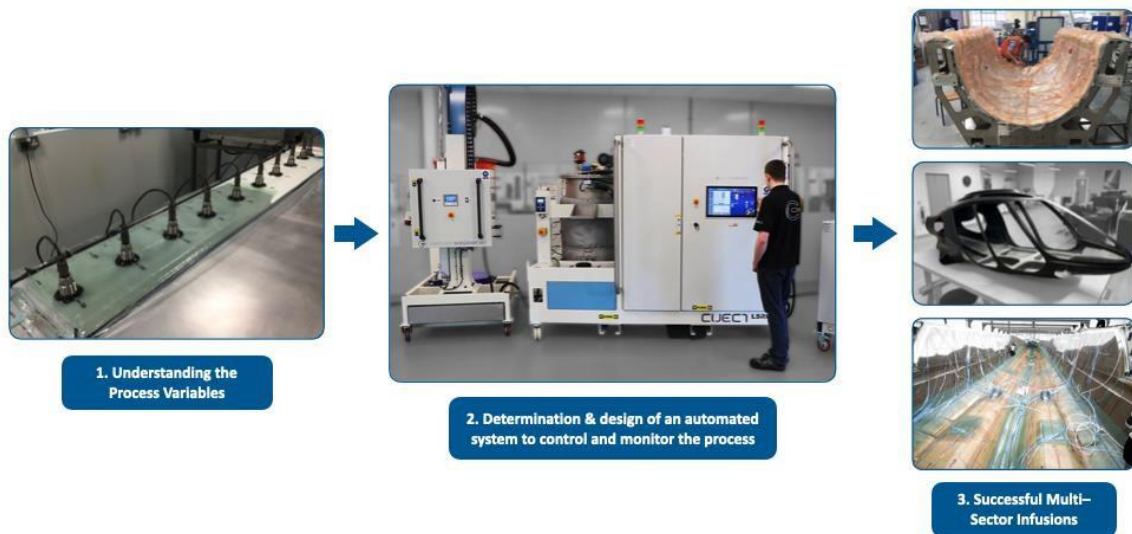 1. Understanding the
Process Variables
CIJECT
2. Determination & design of an automated
system to control and monitor the process
3. Successful Multi–
Sector Infusions